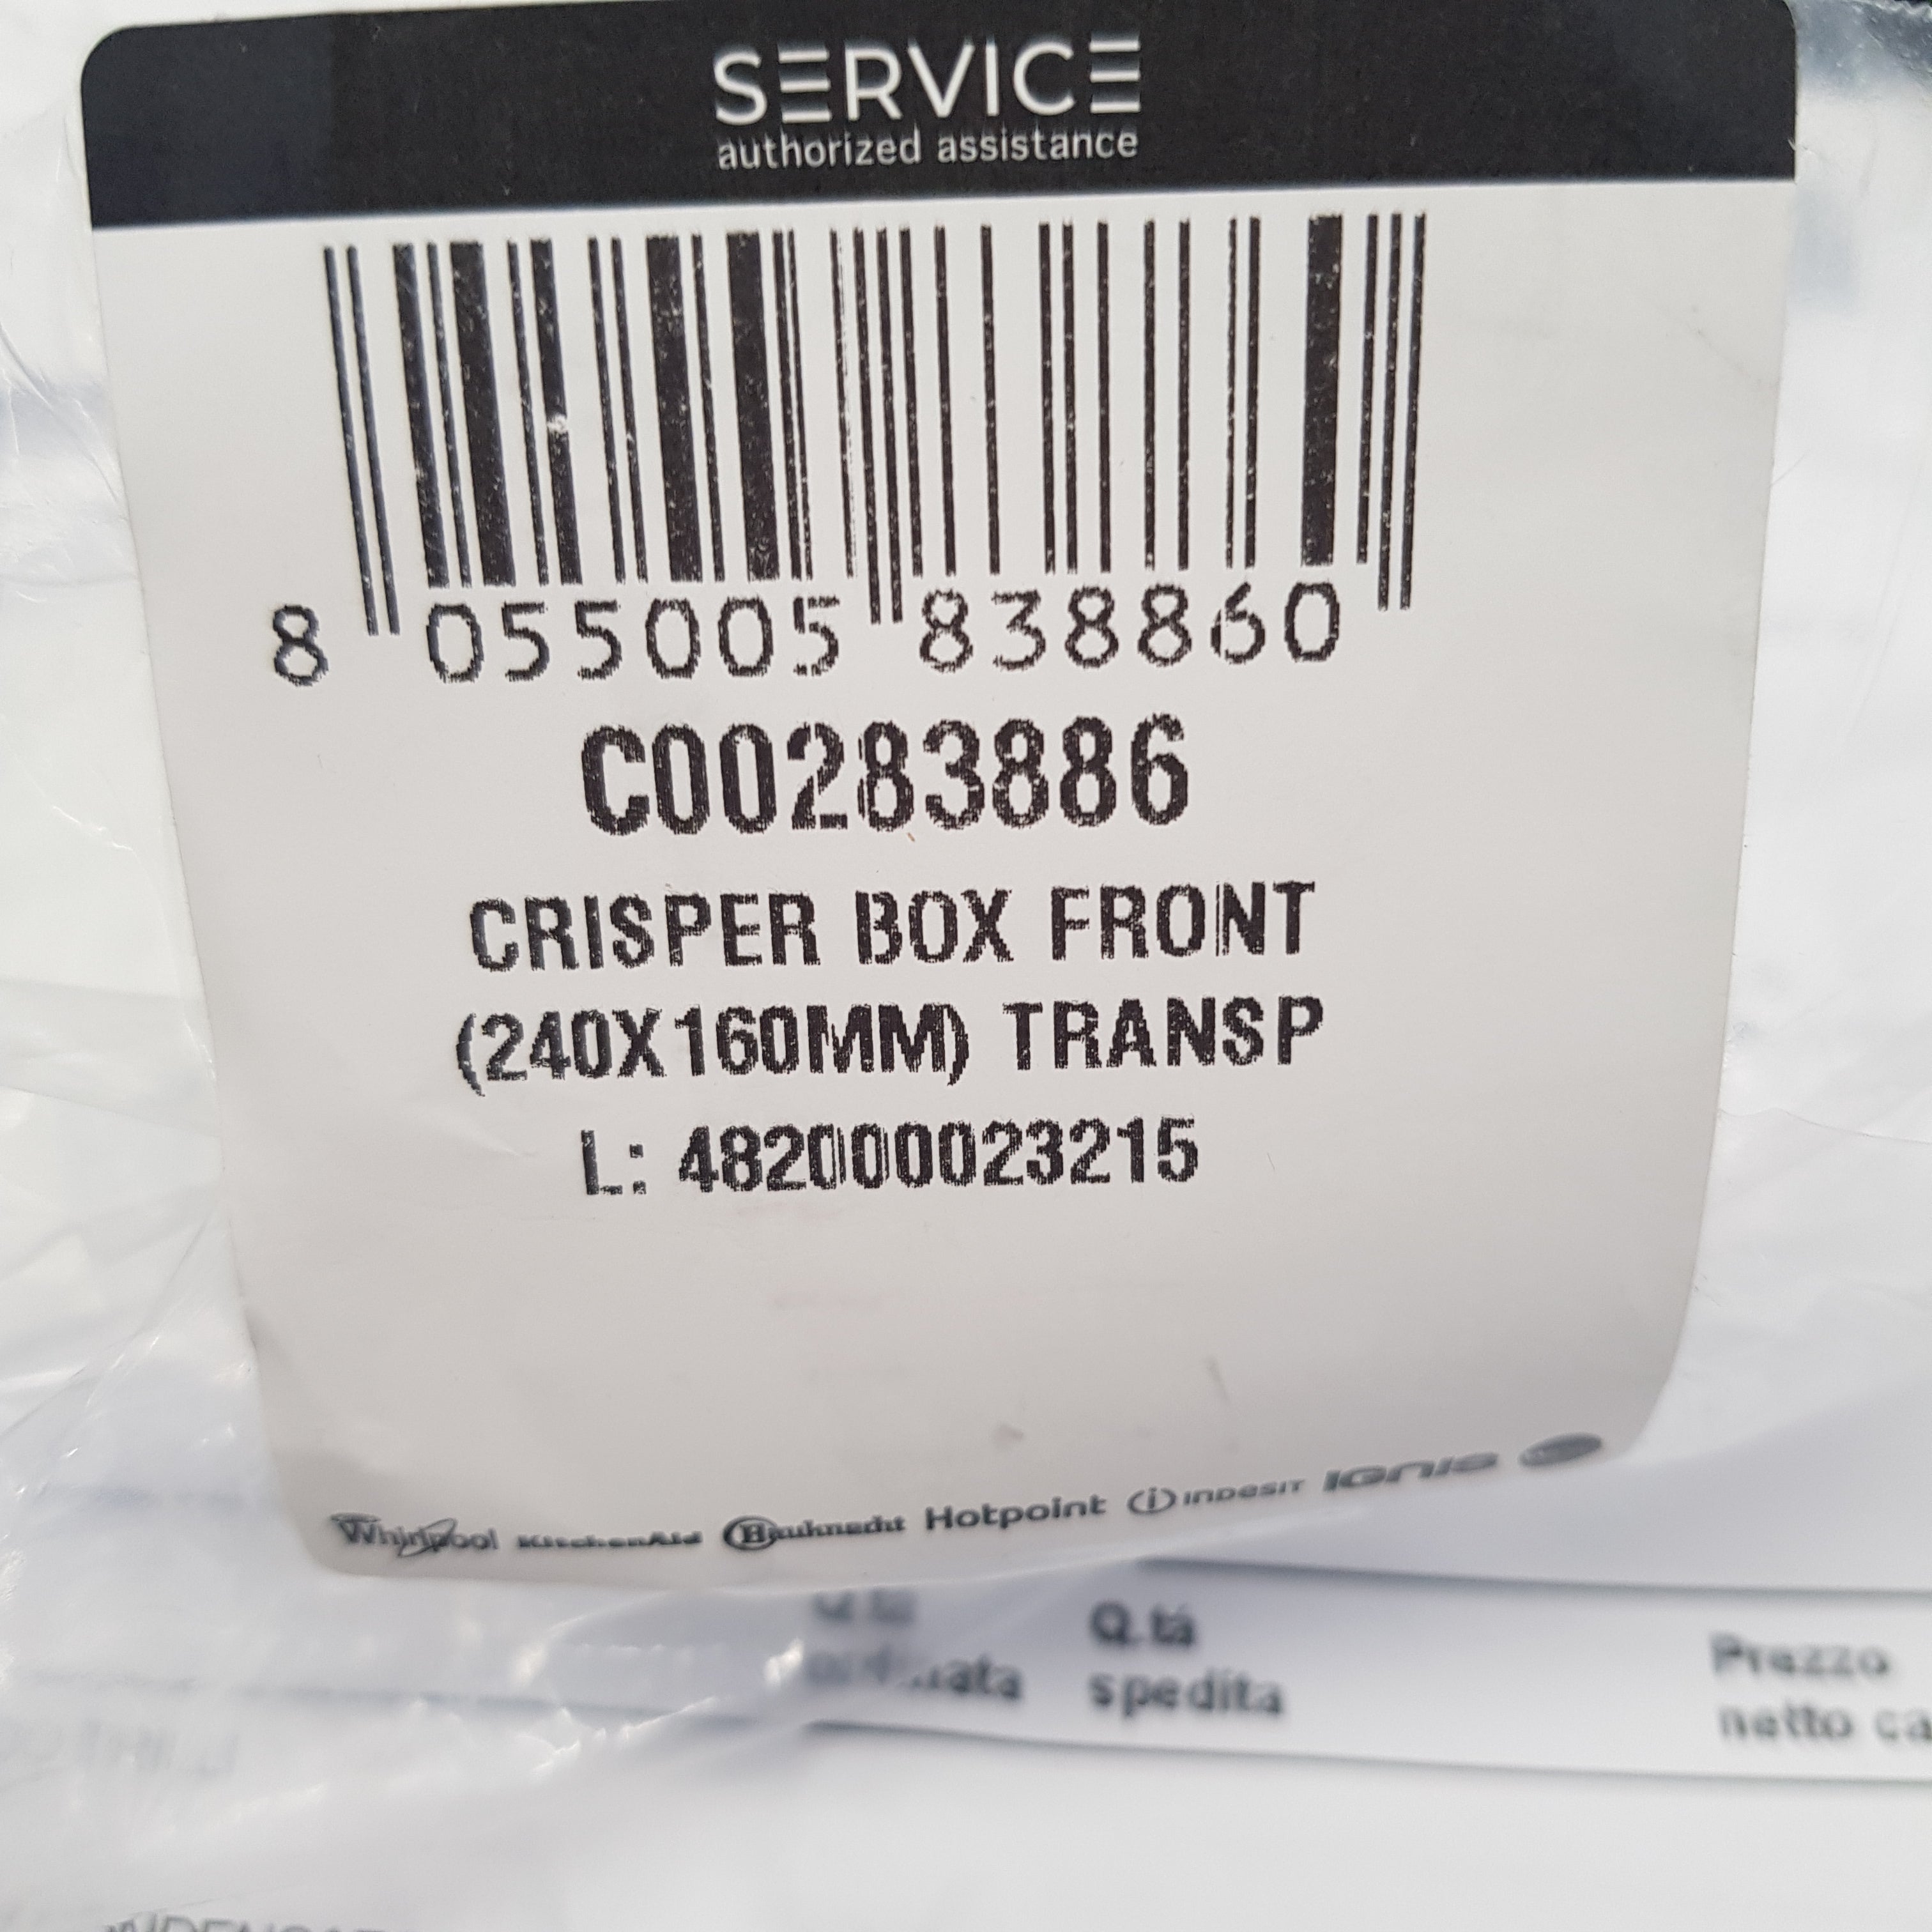 SERVICE
authorized assistance
8 055005 838860
C00283886
CRISPER BOX FRONT
(240X160MM) TRANSP
L: 482000023215
Whirlpool KitchenAid Bauknecht Hotpoint indesit IGNIS
Q.tà
spedita
Prezzo
netto ca